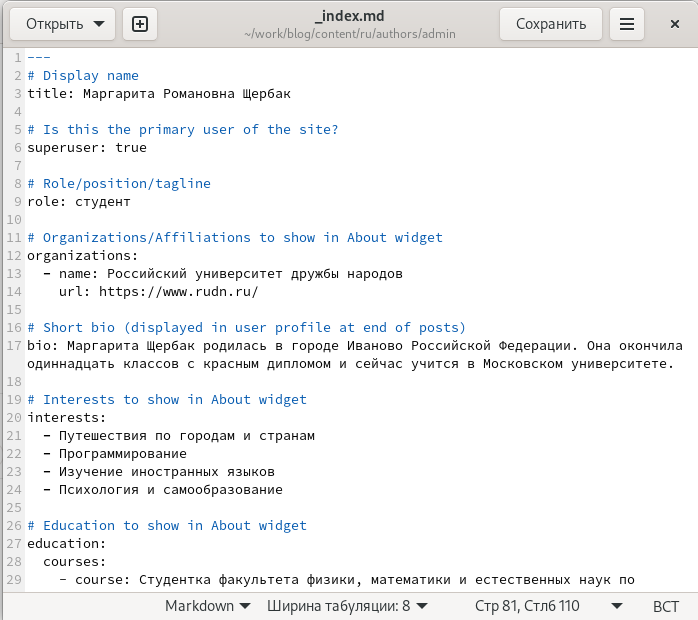 Открыть
_index.md
~/work/blog/content/ru/authors/admin
Сохранить
1 ---
2 # Display name
3 title: Маргарита Романовна Щербак
4
5 # Is this the primary user of the site?
6 superuser: true
7
8 # Role/position/tagline
9 role: студент
10
11 # Organizations/Affiliations to show in About widget
12 organizations:
13   - name: Российский университет дружбы народов
14     url: https://www.rudn.ru/
15
16 # Short bio (displayed in user profile at end of posts)
17 bio: Маргарита Щербак родилась в городе Иваново Российской Федерации. Она окончила
одиннадцать классов с красным дипломом и сейчас учится в Московском университете.
18
19 # Interests to show in About widget
20 interests:
21   - Путешествия по городам и странам
22   - Программирование
23   - Изучение иностранных языков
24   - Психология и самообразование
25
26 # Education to show in About widget
27 education:
28   courses:
29     - course: Студентка факультета физики, математики и естественных наук по
Markdown Ширина табуляции: 8 Стр 81, Стлб 110 ВСТ